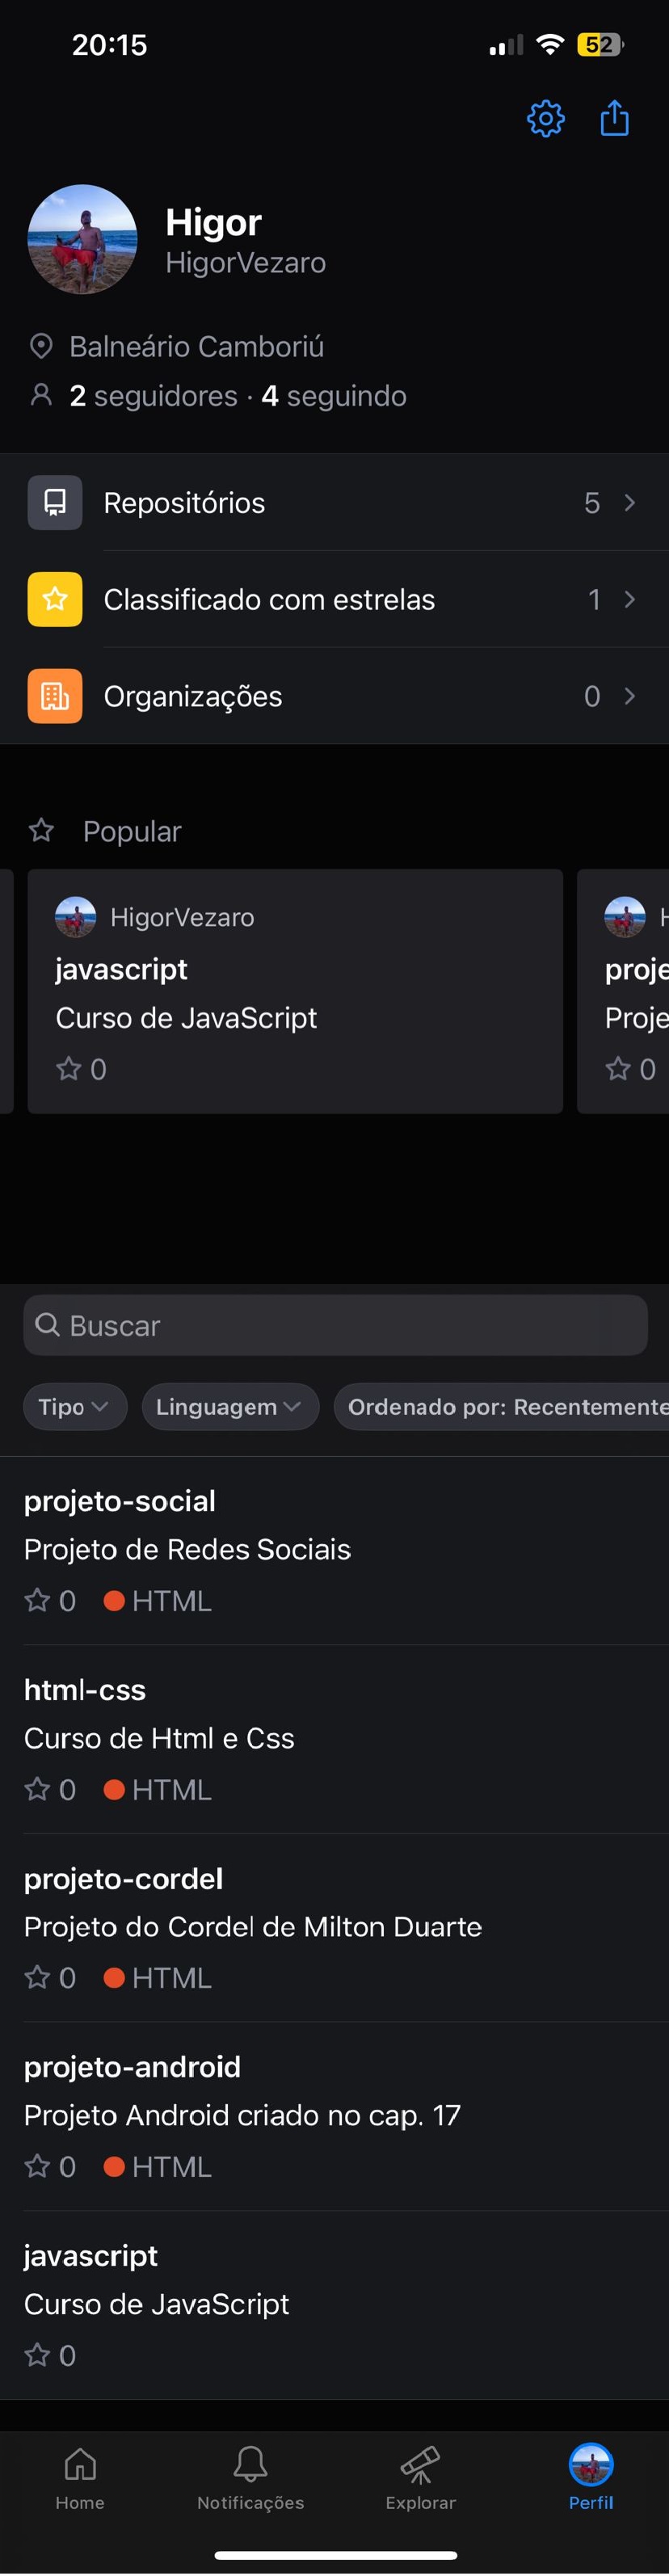 20:15
52
Higor
HigorVezaro
Balneário Camboriú
2 seguidores · 4 seguindo
Repositórios 5
Classificado com estrelas 1
Organizações 0
Popular
HigorVezaro
javascript
Curso de JavaScript
0
H
proje
Proje
0
Buscar
Tipo Linguagem Ordenado por: Recentemente
projeto-social
Projeto de Redes Sociais
0 HTML
html-css
Curso de Html e Css
0 HTML
projeto-cordel
Projeto do Cordel de Milton Duarte
0 HTML
projeto-android
Projeto Android criado no cap. 17
0 HTML
javascript
Curso de JavaScript
0
Home Notificações Explorar Perfil